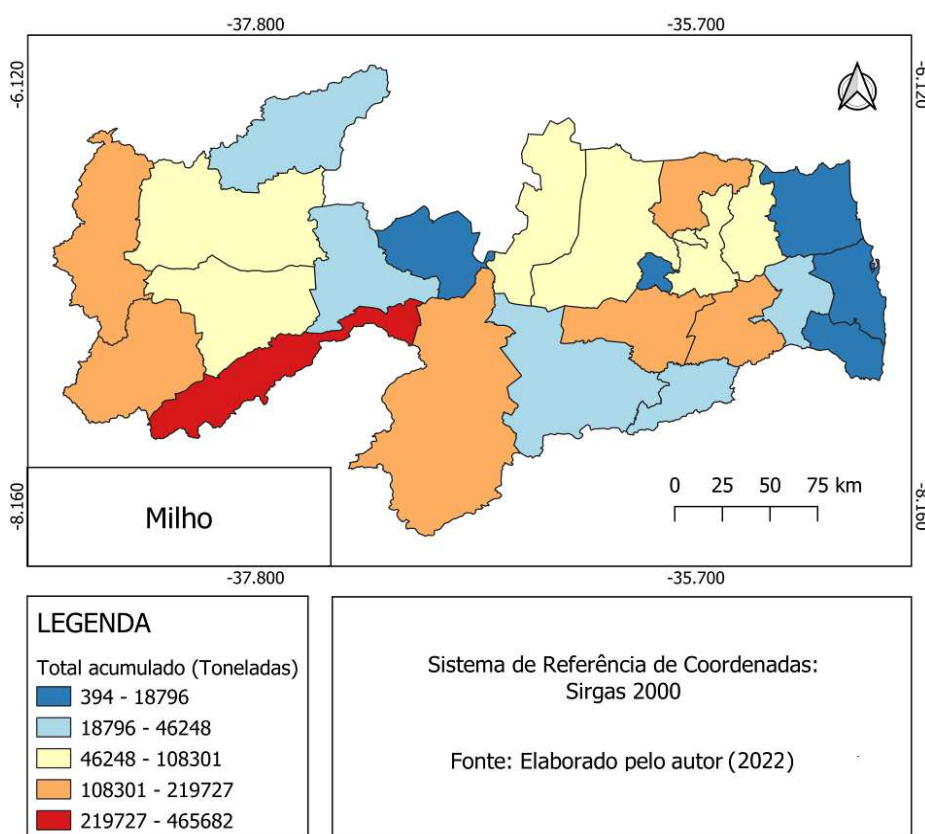 -37.800 -35.700
-6.120 -6.120
0 25 50 75 km
-8.160 -8.160
Milho
-37.800 -35.700
LEGENDA
Total acumulado (Toneladas)
394 - 18796
18796 - 46248
46248 - 108301
108301 - 219727
219727 - 465682
Sistema de Referência de Coordenadas:
Sirgas 2000
Fonte: Elaborado pelo autor (2022)